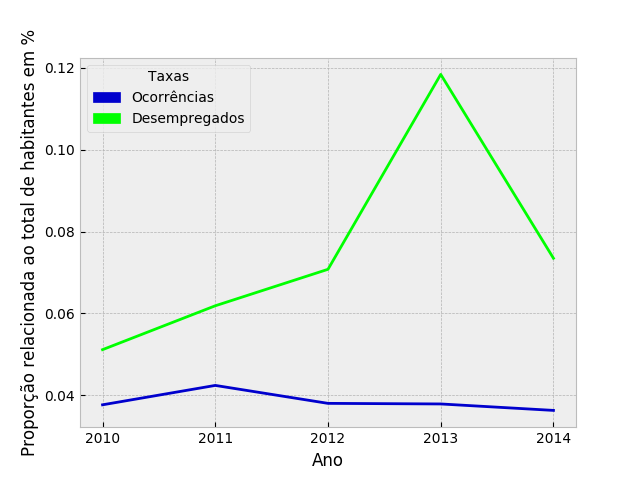 Proporção relacionada ao total de habitantes em %
0.12
0.10
0.08
0.06
0.04
Taxas
Ocorrências
Desempregados
2010 2011 2012 2013 2014
Ano